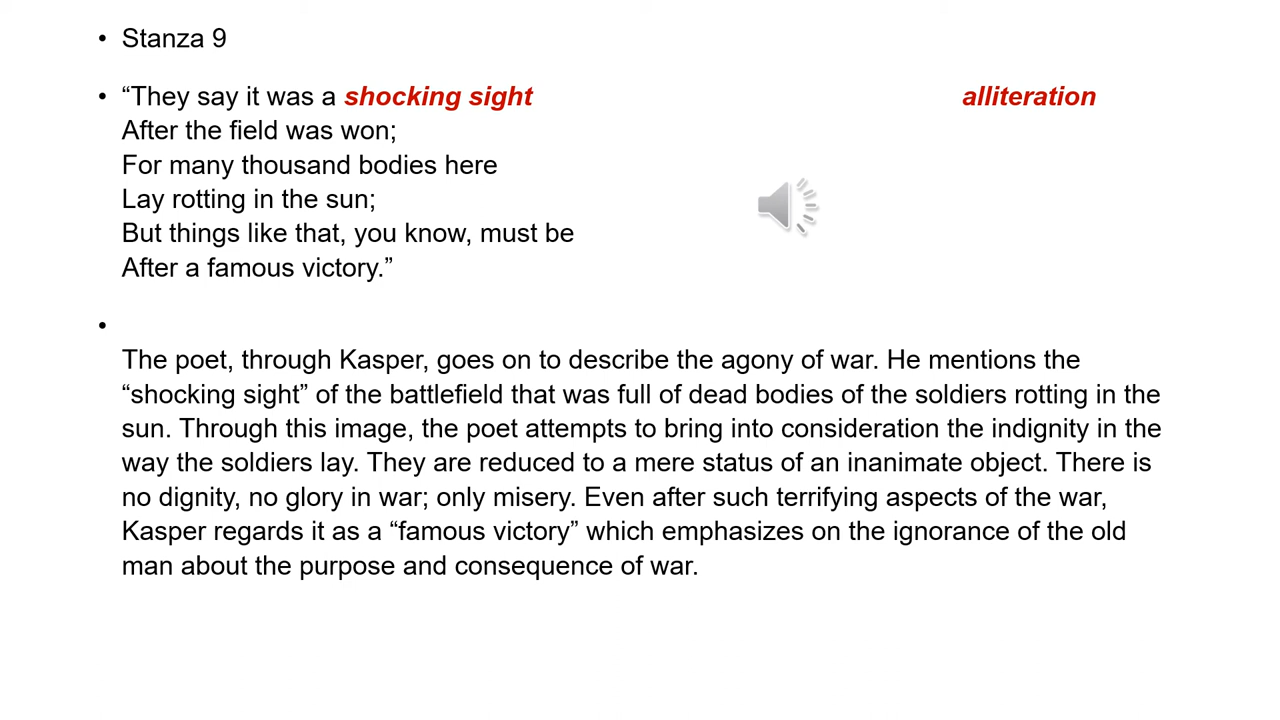 • Stanza 9
• “They say it was a shocking sight alliteration
After the field was won;
For many thousand bodies here
Lay rotting in the sun;
But things like that, you know, must be
After a famous victory.”
•
The poet, through Kasper, goes on to describe the agony of war. He mentions the
“shocking sight” of the battlefield that was full of dead bodies of the soldiers rotting in the
sun. Through this image, the poet attempts to bring into consideration the indignity in the
way the soldiers lay. They are reduced to a mere status of an inanimate object. There is
no dignity, no glory in war; only misery. Even after such terrifying aspects of the war,
Kasper regards it as a “famous victory” which emphasizes on the ignorance of the old
man about the purpose and consequence of war.